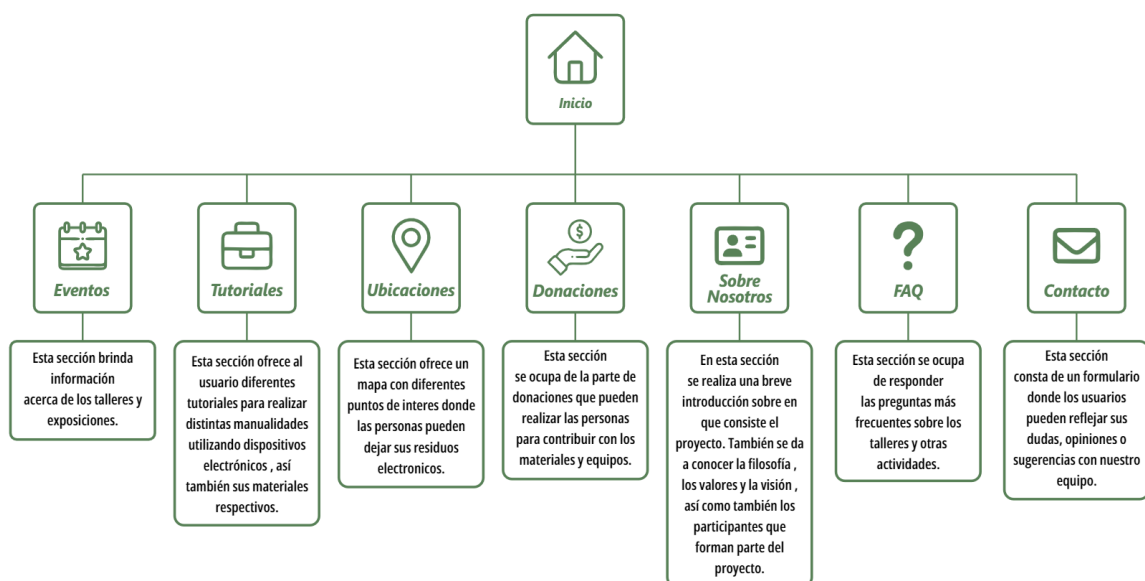 Inicio
Eventos
Tutoriales
Ubicaciones
Donaciones
Sobre
Nosotros
FAQ
Contacto
Esta sección brinda
información
acerca de los talleres y
exposiciones.
Esta sección ofrece al
usuario diferentes
tutoriales para realizar
distintas manualidades
utilizando dispositivos
electrónicos , así
también sus materiales
respectivos.
Esta sección ofrece un
mapa con diferentes
puntos de interes donde
las personas pueden
dejar sus residuos
electronicos.
Esta sección
se ocupa de la parte de
donaciones que pueden
realizar las personas
para contribuir con los
materiales y equipos.
En esta sección
se realiza una breve
introducción sobre en
que consiste el
proyecto. También se da
a conocer la filosofía ,
los valores y la visión ,
así como también los
participantes que
forman parte del
proyecto.
Esta sección se ocupa
de responder
las preguntas más
frecuentes sobre los
talleres y otras
actividades.
Esta sección
consta de un formulario
donde los usuarios
pueden reflejar sus
dudas, opiniones o
sugerencias con nuestro
equipo.